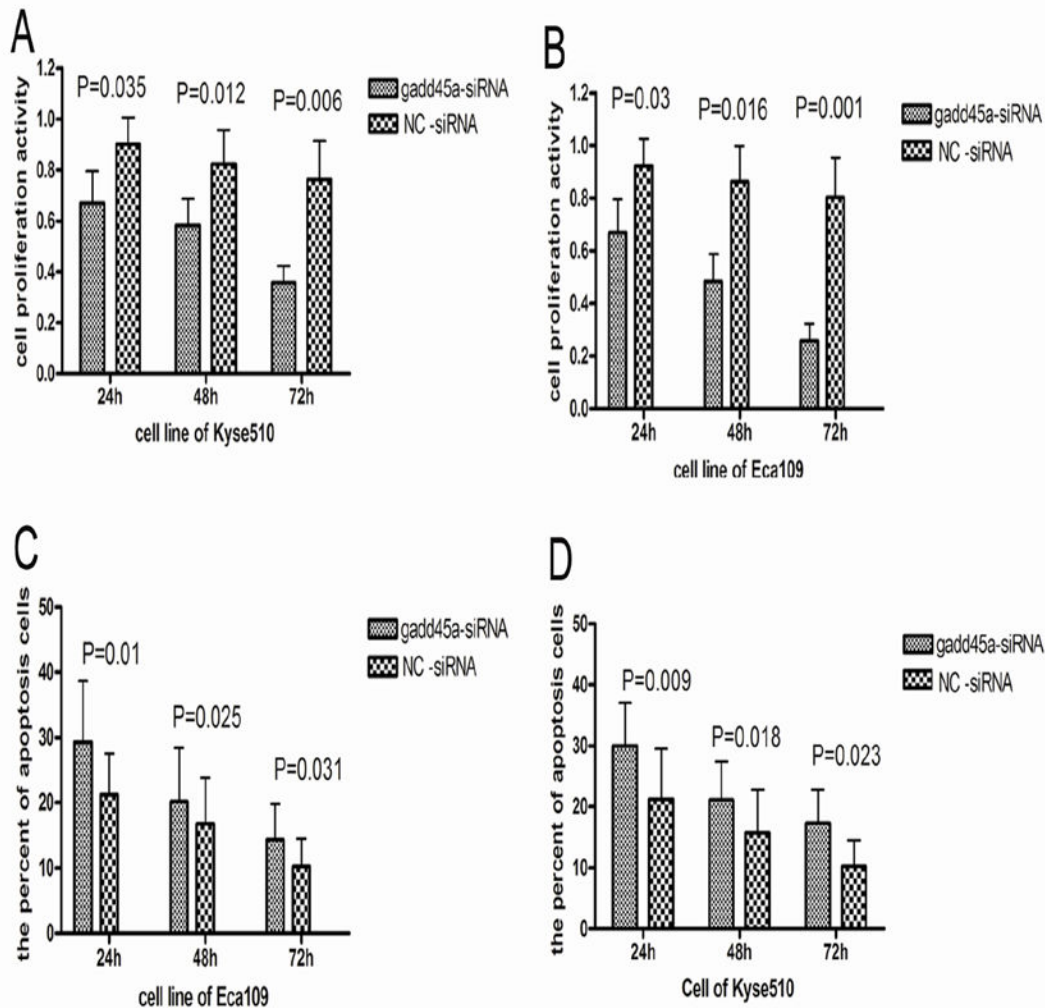 A
cell proliferation activity
1.2
1.0
0.8
0.6
0.4
0.2
0.0
P=0.035
P=0.012
P=0.006
gadd45a-siRNA
NC -siRNA
24h
48h
72h
cell line of Kyse510
B
cell proliferation activity
1.2
1.0
0.8
0.6
0.4
0.2
0.0
P=0.03
P=0.016
P=0.001
gadd45a-siRNA
NC -siRNA
24h
48h
72h
cell line of Eca109
C
the percent of apoptosis cells
50
40
30
20
10
0
P=0.01
P=0.025
P=0.031
gadd45a-siRNA
NC -siRNA
24h
48h
72h
cell line of Eca109
D
the percent of apoptosis cells
50
40
30
20
10
0
P=0.009
P=0.018
P=0.023
gadd45a-siRNA
NC -siRNA
24h
48h
72h
Cell of Kyse510